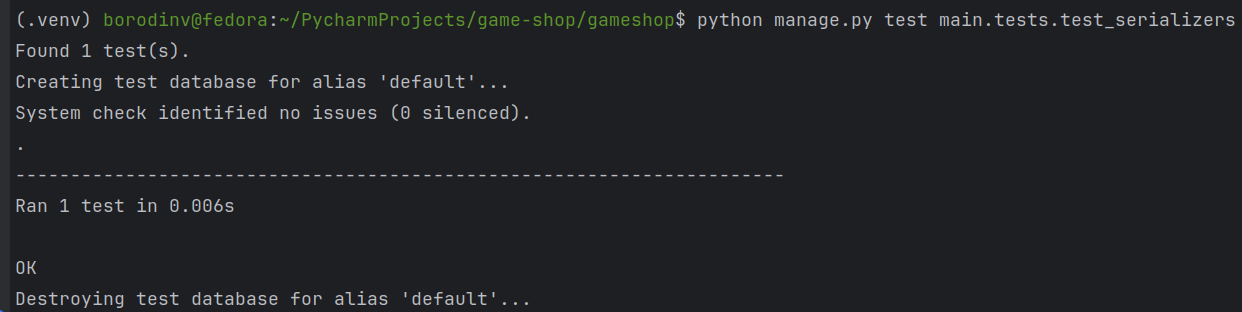 (.venv) borodinv@fedora:~/PycharmProjects/game-shop/gameshop$ python manage.py test main.tests.test_serializers
Found 1 test(s).
Creating test database for alias 'default'...
System check identified no issues (0 silenced).
.
----------------------------------------------------------------------
Ran 1 test in 0.006s
OK
Destroying test database for alias 'default'...